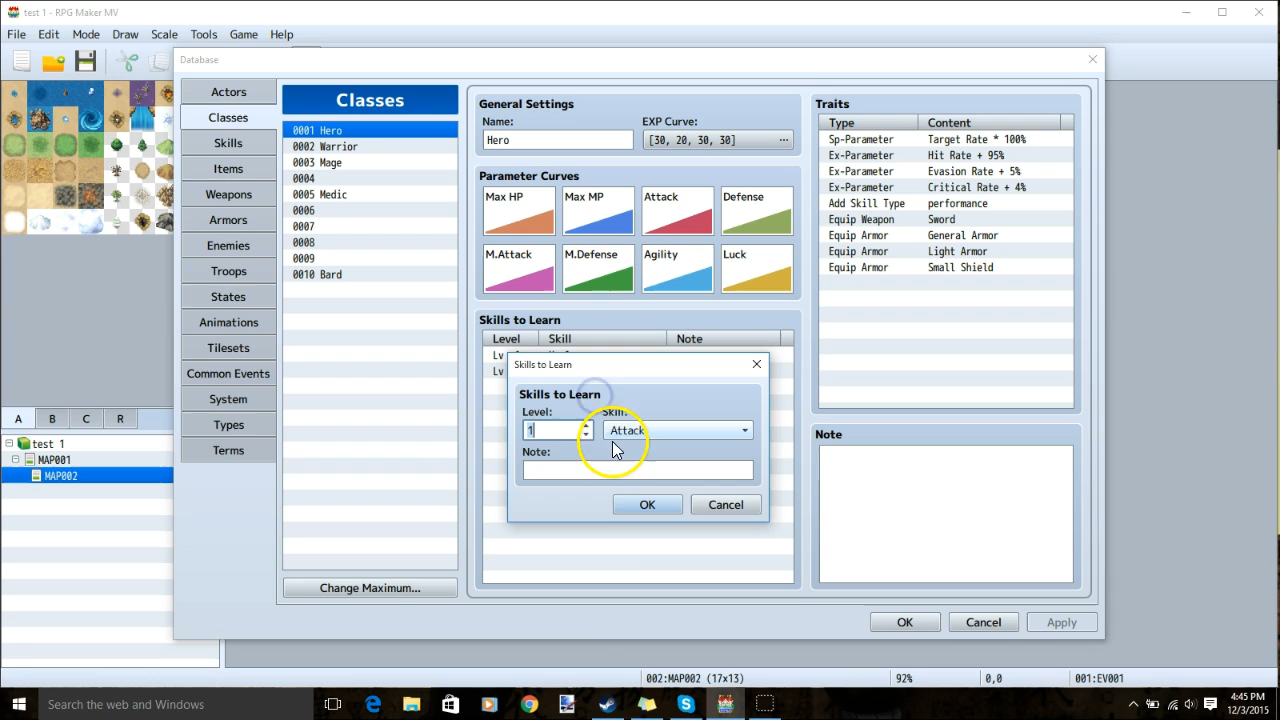 test 1 - RPG Maker MV
File Edit Mode Draw Scale Tools Game Help
Database
Actors
Classes
Skills
Items
Weapons
Armors
Enemies
Troops
States
Animations
Tilesets
Common Events
System
Types
Terms
Classes
0001 Hero
0002 Warrior
0003 Mage
0004
0005 Medic
0006
0007
0008
0009
0010 Bard
Change Maximum...
General Settings
Name: EXP Curve:
Hero [30, 20, 30, 30] ...
Parameter Curves
Max HP Max MP Attack Defense
M.Attack M.Defense Agility Luck
Skills to Learn
Level Skill Note
Lv
Lv
Skills to Learn
Skills to Learn
Level: Skill:
1 Attack
Note:
OK Cancel
Traits
Type Content
Sp-Parameter Target Rate * 100%
Ex-Parameter Hit Rate + 95%
Ex-Parameter Evasion Rate + 5%
Ex-Parameter Critical Rate + 4%
Add Skill Type performance
Equip Weapon Sword
Equip Armor General Armor
Equip Armor Light Armor
Equip Armor Small Shield
Note
OK Cancel Apply
A B C R
test 1
MAP001
MAP002
002:MAP002 (17x13) 92% 0,0 001:EV001
Search the web and Windows
4:45 PM
12/3/2015